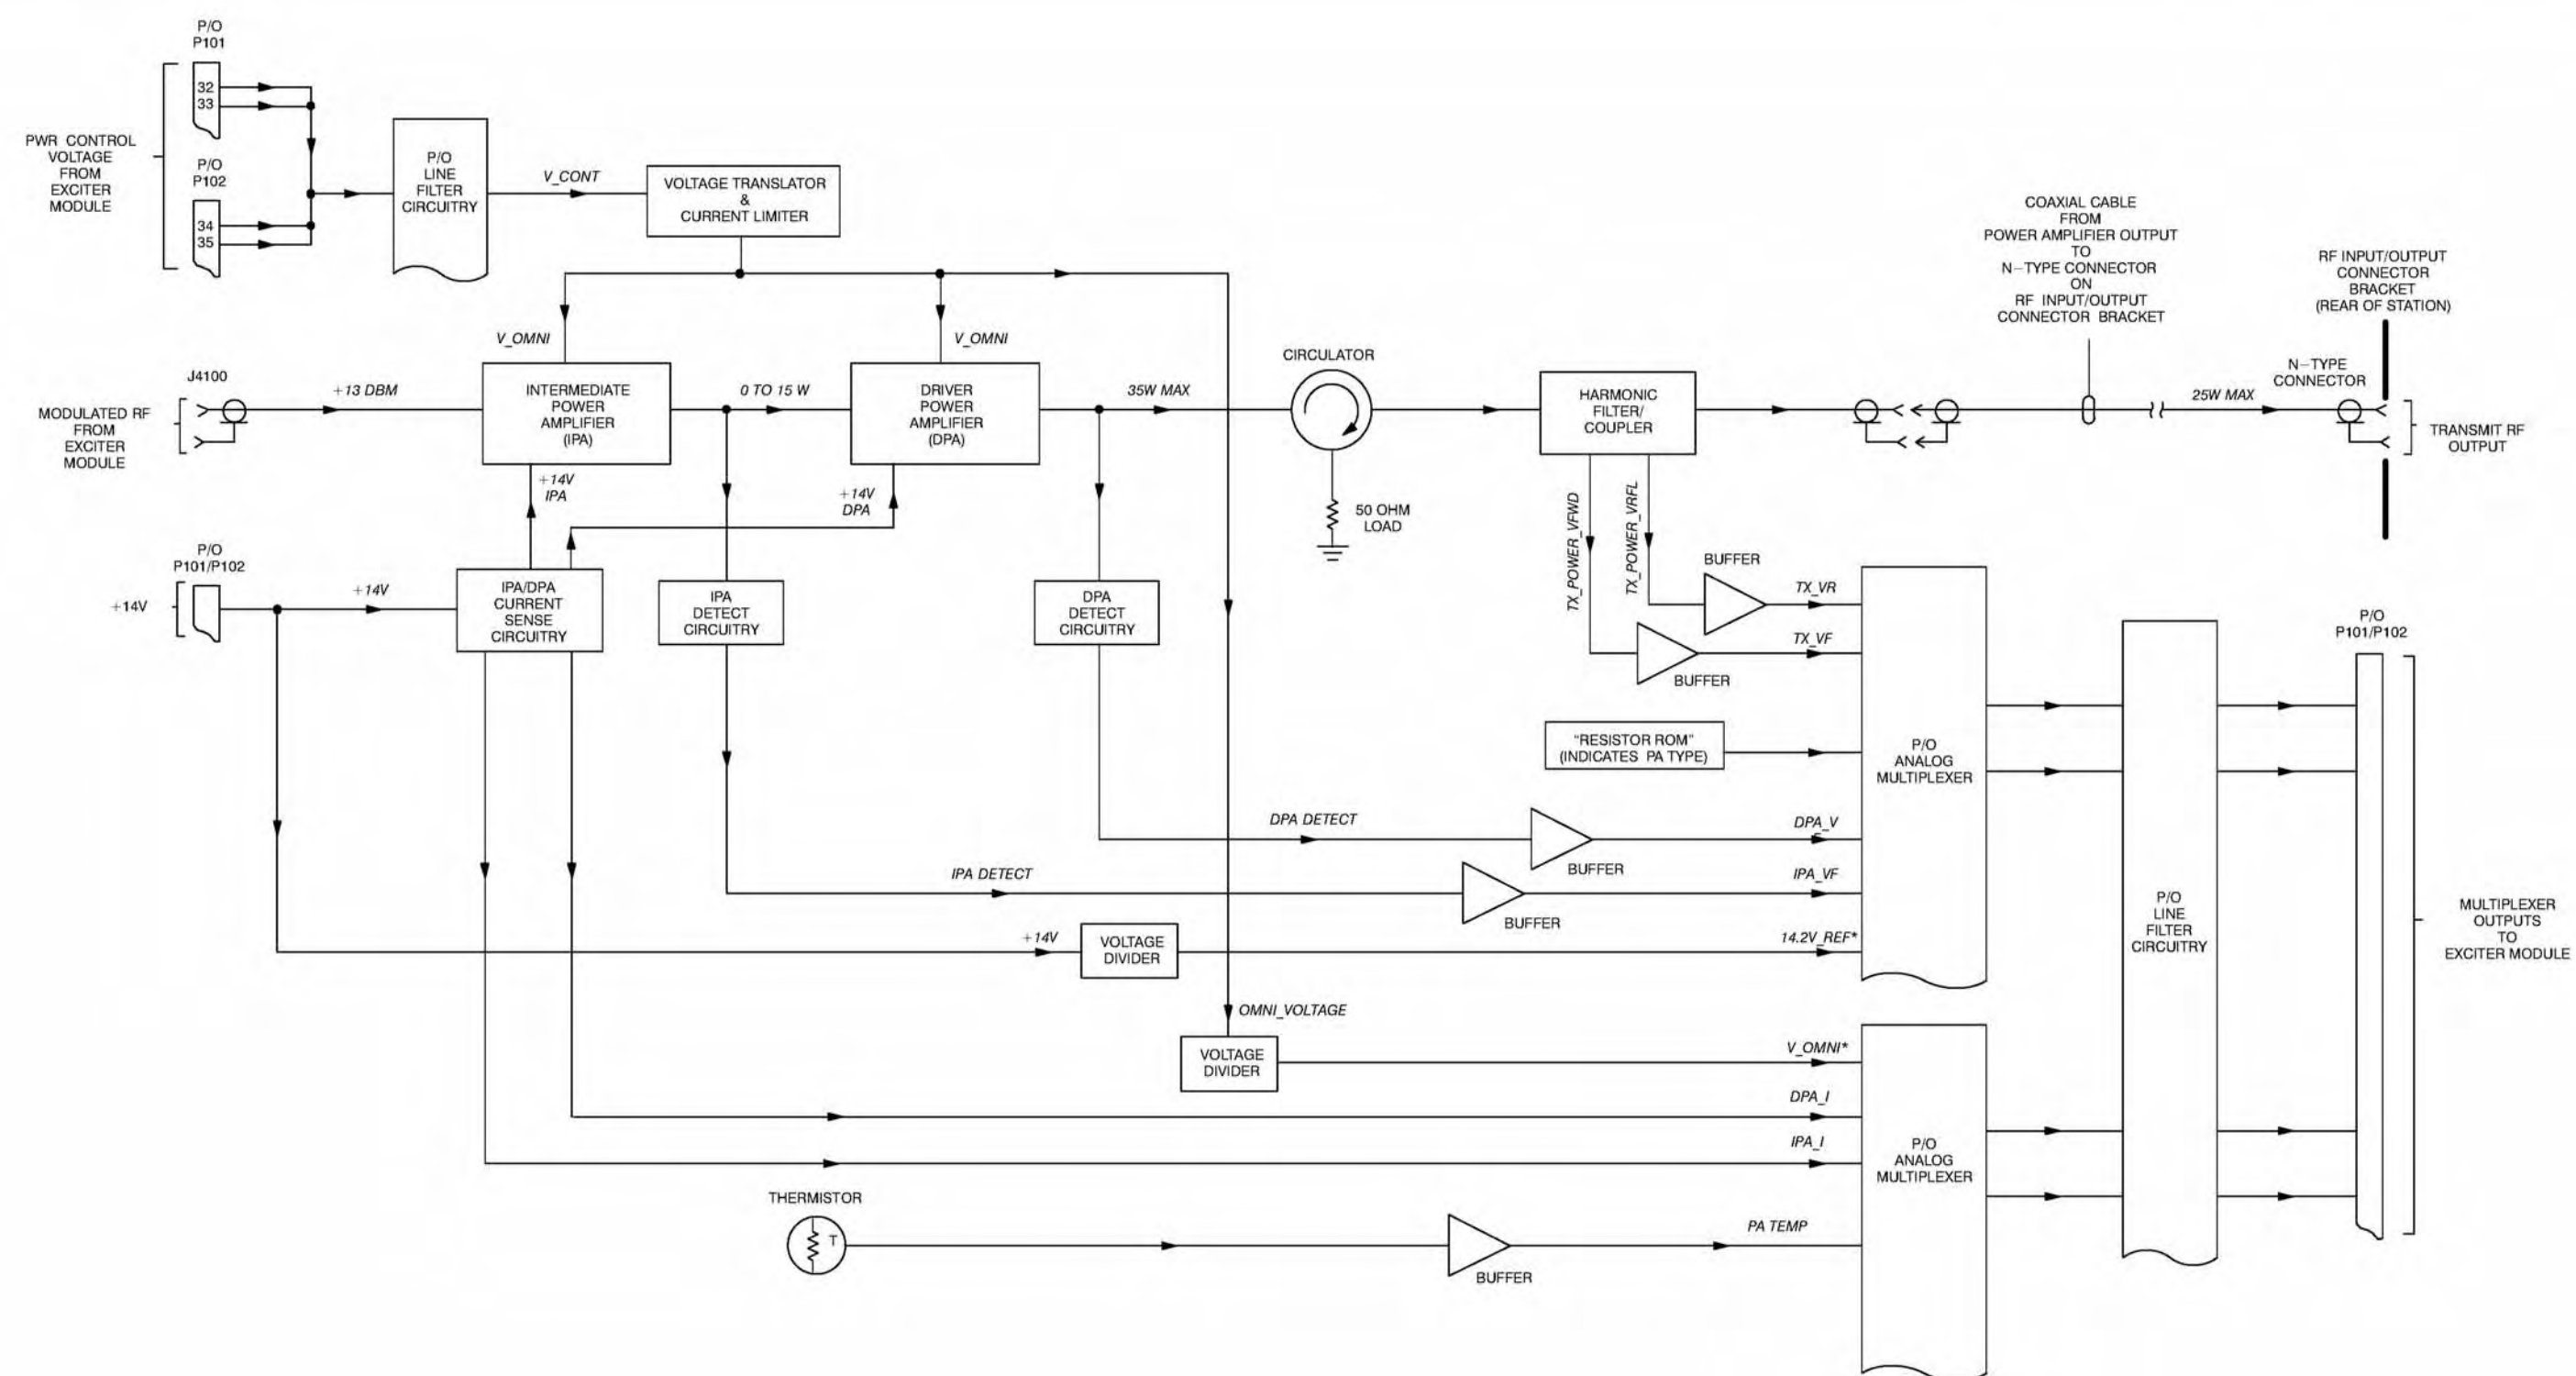 P/O
P101
32
33
PWR CONTROL
VOLTAGE
FROM
EXCITER
MODULE
P/O
P102
34
35
P/O
LINE
FILTER
CIRCUITRY
V_CONT
VOLTAGE TRANSLATOR
&
CURRENT LIMITER
V_OMNI
V_OMNI
J4100
MODULATED RF
FROM
EXCITER
MODULE
+13 DBM
INTERMEDIATE
POWER
AMPLIFIER
(IPA)
0 TO 15 W
DRIVER
POWER
AMPLIFIER
(DPA)
35W MAX
CIRCULATOR
50 OHM
LOAD
HARMONIC
FILTER/
COUPLER
COAXIAL CABLE
FROM
POWER AMPLIFIER OUTPUT
TO
N-TYPE CONNECTOR
ON
RF INPUT/OUTPUT
CONNECTOR BRACKET
RF INPUT/OUTPUT
CONNECTOR
BRACKET
(REAR OF STATION)
N-TYPE
CONNECTOR
25W MAX
TRANSMIT RF
OUTPUT
+14V
IPA
+14V
DPA
P/O
P101/P102
+14V
+14V
IPA/DPA
CURRENT
SENSE
CIRCUITRY
IPA
DETECT
CIRCUITRY
DPA
DETECT
CIRCUITRY
TX_POWER_VFWD
TX_POWER_VRFL
BUFFER
TX_VR
TX_VF
BUFFER
"RESISTOR ROM"
(INDICATES PA TYPE)
P/O
ANALOG
MULTIPLEXER
DPA DETECT
BUFFER
DPA_V
IPA DETECT
BUFFER
IPA_VF
+14V
VOLTAGE
DIVIDER
14.2V_REF*
OMNI_VOLTAGE
VOLTAGE
DIVIDER
V_OMNI*
DPA_I
IPA_I
P/O
ANALOG
MULTIPLEXER
THERMISTOR
T
BUFFER
PA TEMP
P/O
LINE
FILTER
CIRCUITRY
P/O
P101/P102
MULTIPLEXER
OUTPUTS
TO
EXCITER MODULE